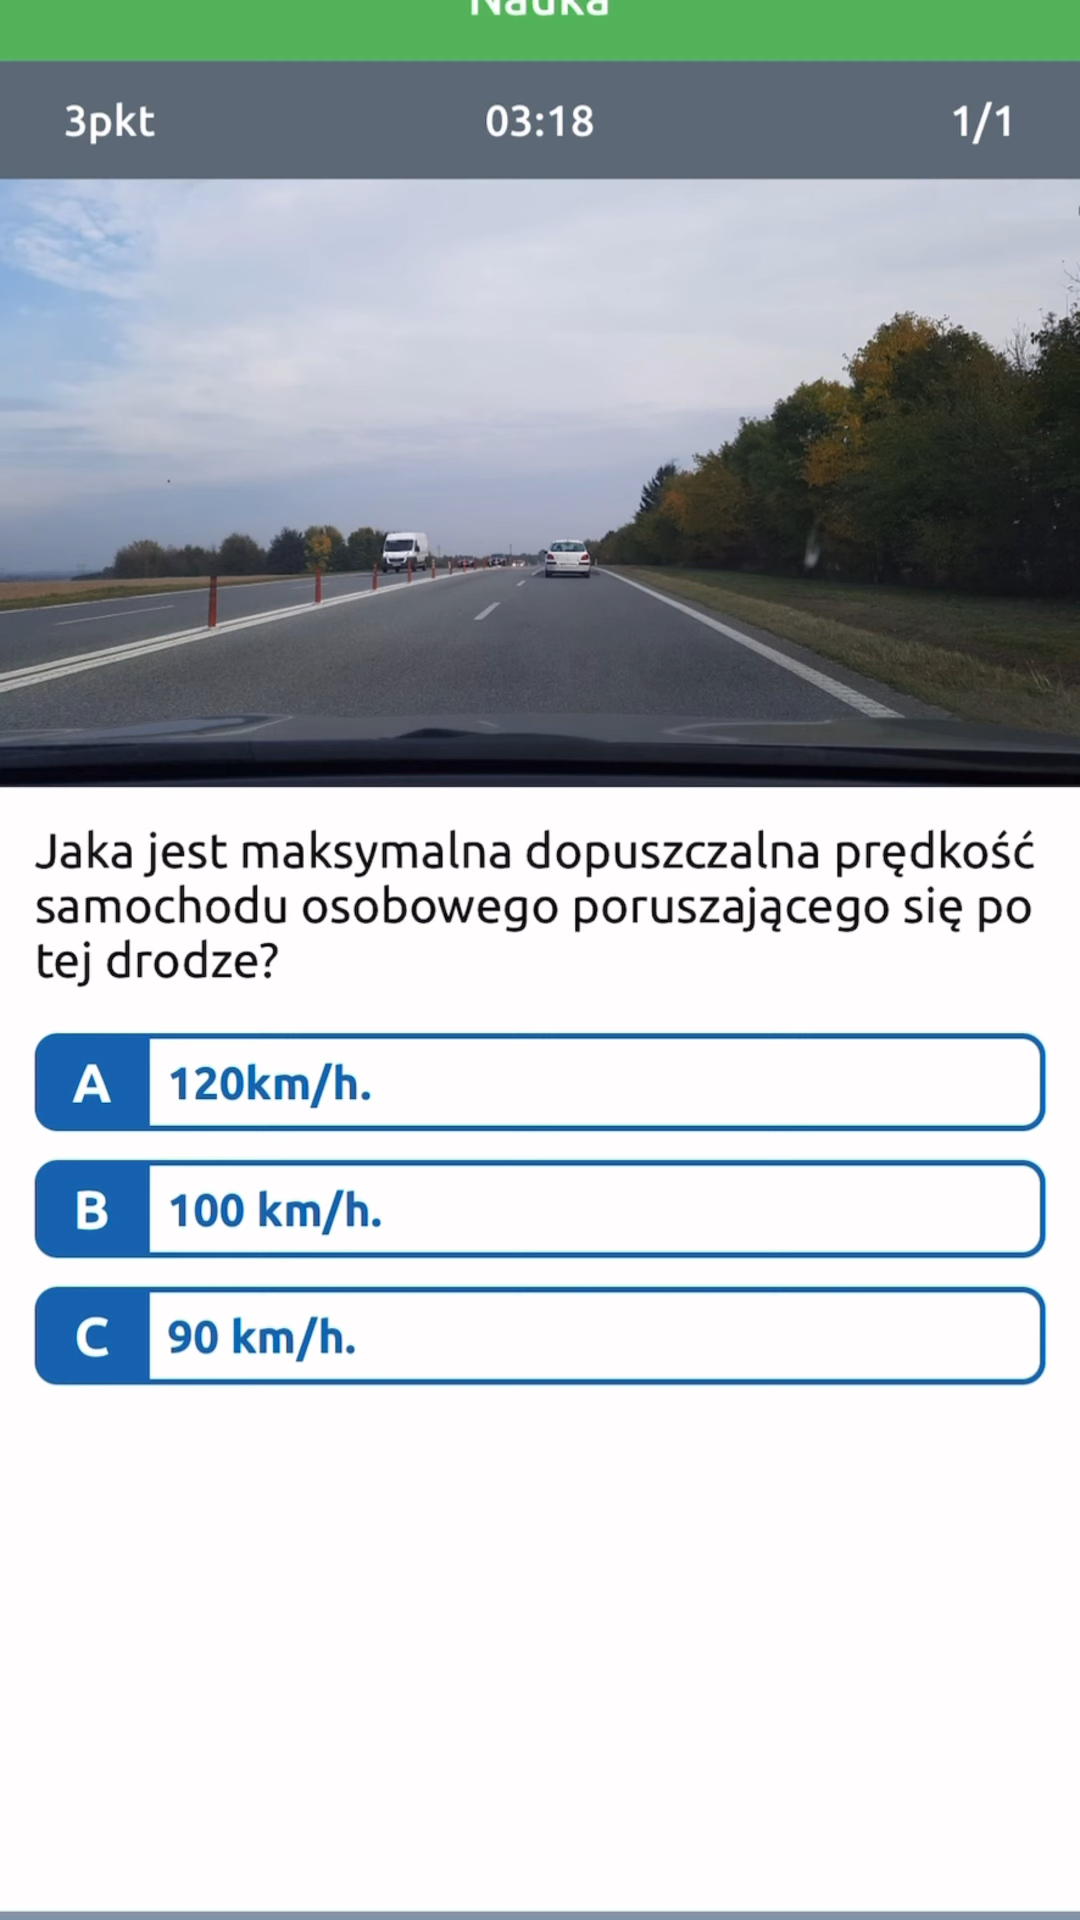 Nauka
3pkt
03:18
1/1
Jaka jest maksymalna dopuszczalna prędkość
samochodu osobowego poruszającego się po
tej drodze?
A
120km/h.
B
100 km/h.
C
90 km/h.